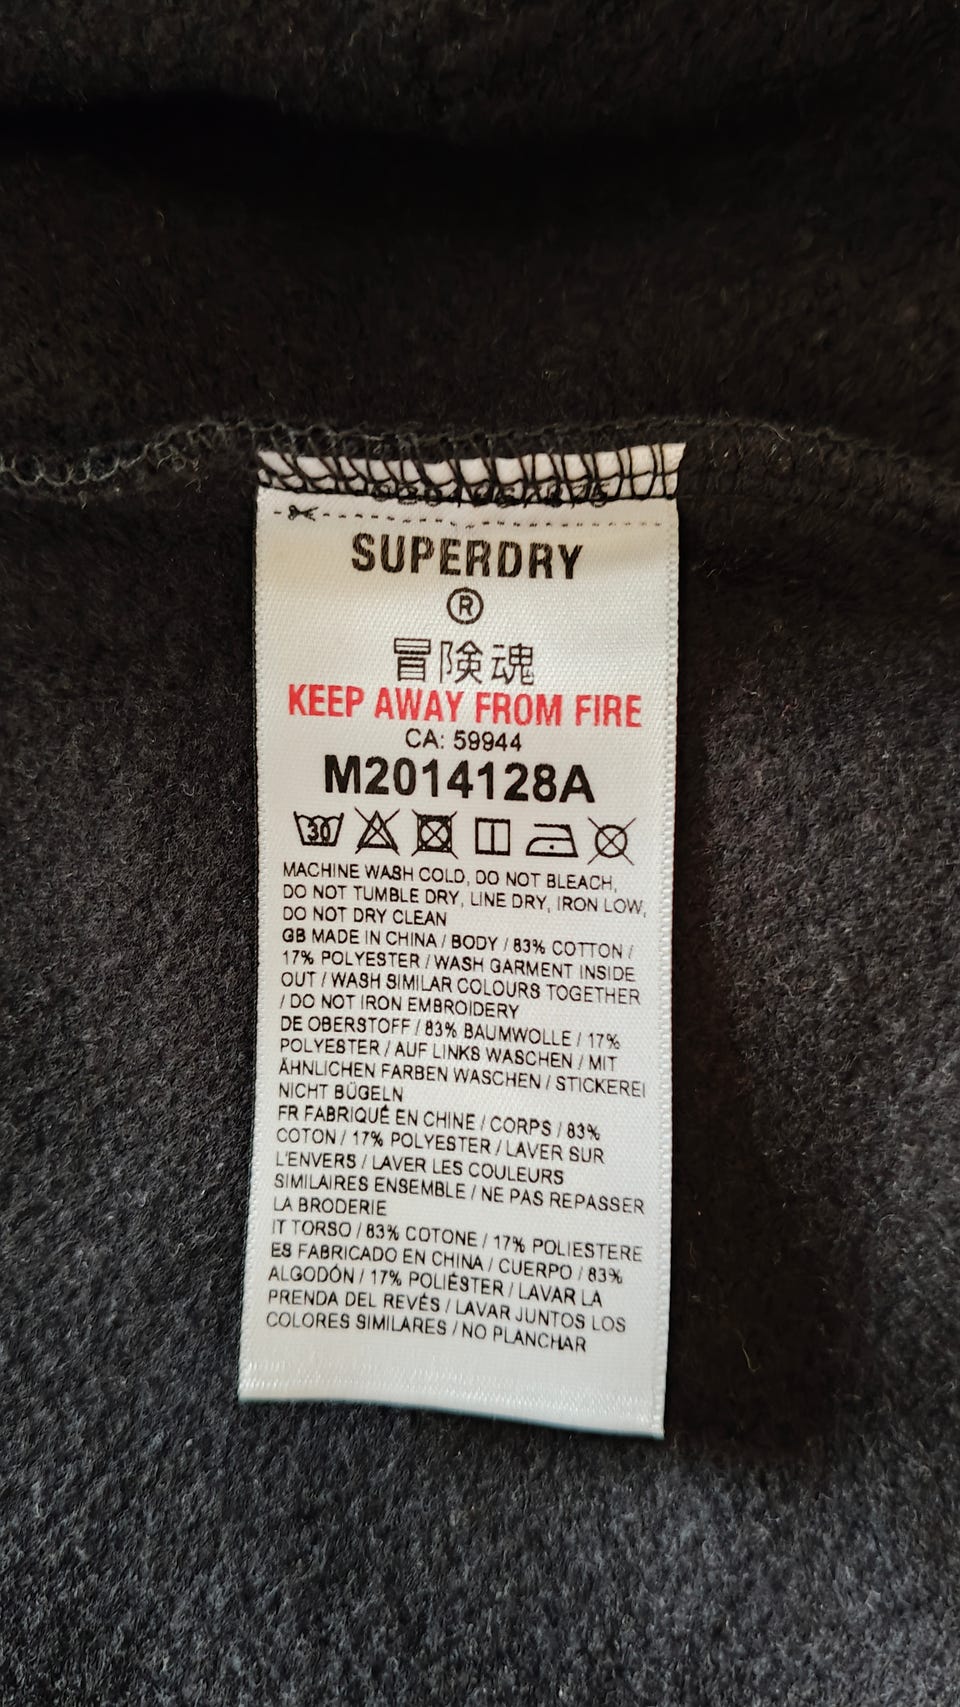 SUPERDRY
®
冒険魂
KEEP AWAY FROM FIRE
CA: 59944
M2014128A
30
MACHINE WASH COLD, DO NOT BLEACH,
DO NOT TUMBLE DRY, LINE DRY, IRON LOW,
DO NOT DRY CLEAN
GB MADE IN CHINA / BODY / 83% COTTON /
17% POLYESTER / WASH GARMENT INSIDE
OUT / WASH SIMILAR COLOURS TOGETHER
/ DO NOT IRON EMBROIDERY
DE OBERSTOFF / 83% BAUMWOLLE / 17%
POLYESTER / AUF LINKS WASCHEN / MIT
ÄHNLICHEN FARBEN WASCHEN / STICKEREI
NICHT BÜGELN
FR FABRIQUÉ EN CHINE / CORPS / 83%
COTON / 17% POLYESTER / LAVER SUR
L'ENVERS / LAVER LES COULEURS
SIMILAIRES ENSEMBLE / NE PAS REPASSER
LA BRODERIE
IT TORSO / 83% COTONE / 17% POLIESTERE
ES FABRICADO EN CHINA / CUERPO / 83%
ALGODÓN / 17% POLIÉSTER / LAVAR LA
PRENDA DEL REVÉS / LAVAR JUNTOS LOS
COLORES SIMILARES / NO PLANCHAR